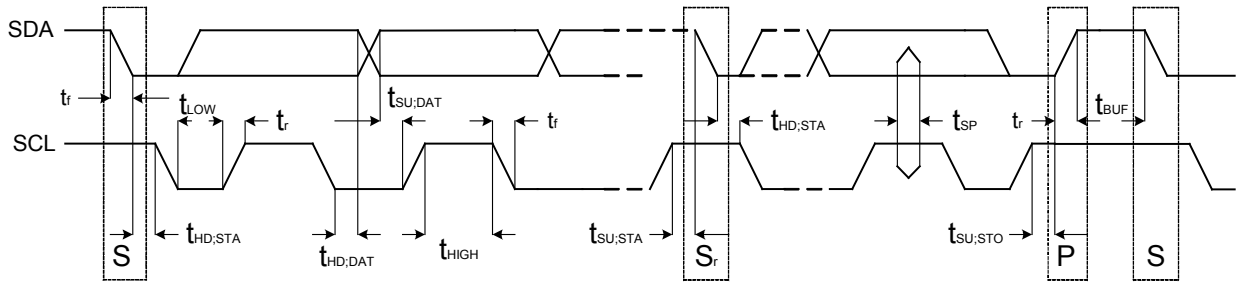 SDA
tf tLOW tr tSU;DAT tf tHD;STA tSP tr tBUF
SCL
tHD;STA tHD;DAT tHIGH tSU;STA tSU;STO
S Sr P S